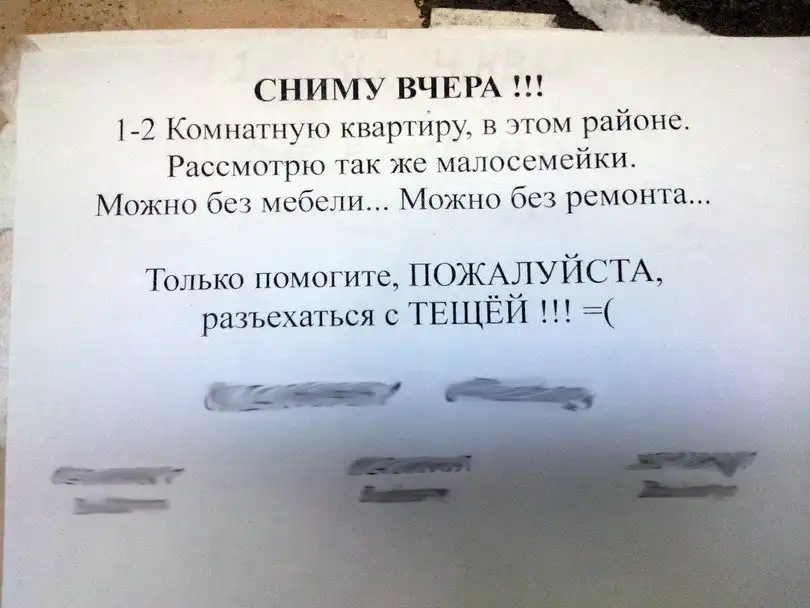 СНИМУ ВЧЕРА !!!
1-2 Комнатную квартиру, в этом районе.
Рассмотрю так же малосемейки.
Можно без мебели... Можно без ремонта...
Только помогите, ПОЖАЛУЙСТА,
разъехаться с ТЕЩЁЙ !!! =(